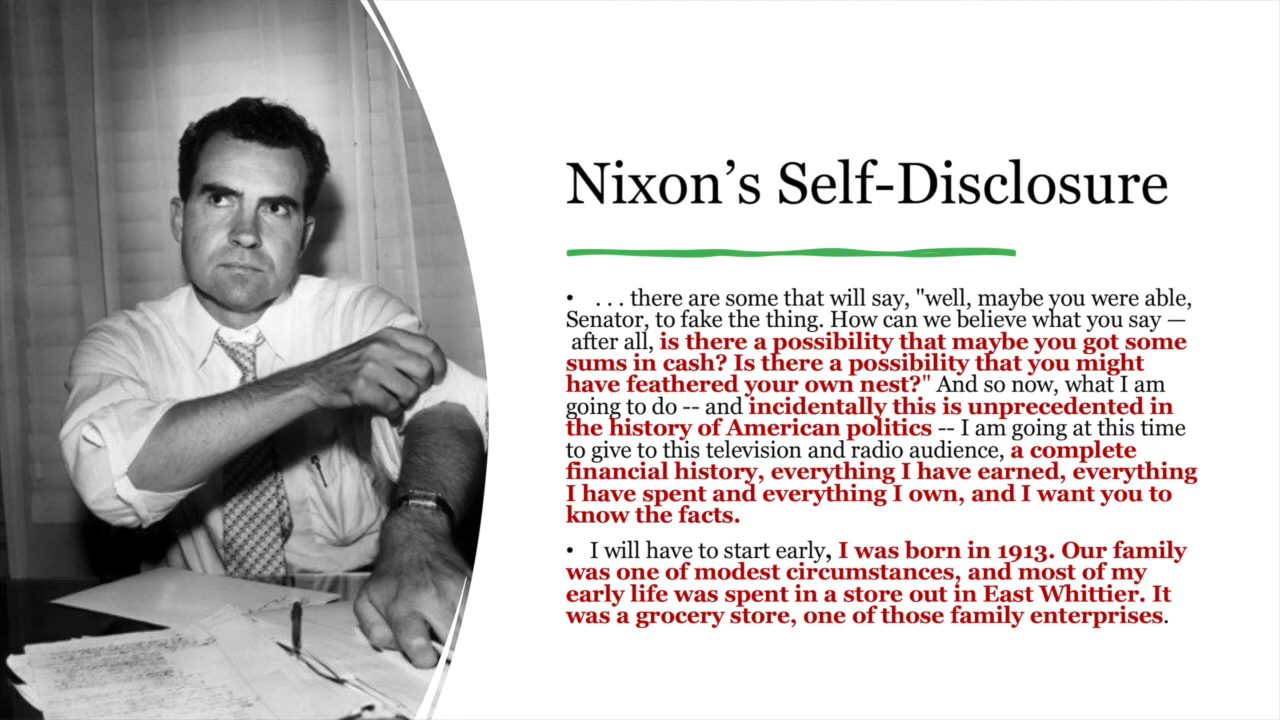 Nixon’s Self-Disclosure
• . . . there are some that will say, "well, maybe you were able,
Senator, to fake the thing. How can we believe what you say —
after all, is there a possibility that maybe you got some
sums in cash? Is there a possibility that you might
have feathered your own nest?" And so now, what I am
going to do -- and incidentally this is unprecedented in
the history of American politics -- I am going at this time
to give to this television and radio audience, a complete
financial history, everything I have earned, everything
I have spent and everything I own, and I want you to
know the facts.
• I will have to start early, I was born in 1913. Our family
was one of modest circumstances, and most of my
early life was spent in a store out in East Whittier. It
was a grocery store, one of those family enterprises.